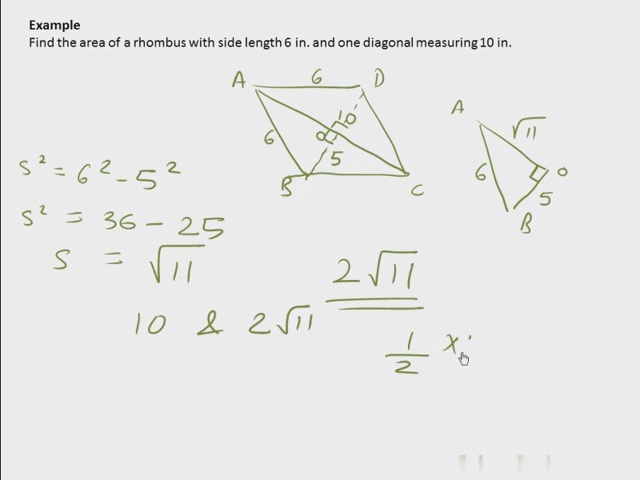 Example
Find the area of a rhombus with side length 6 in. and one diagonal measuring 10 in.
A 6 D
6 O 10
5
B C
A
√11
6 O
5
B
s² = 6² - 5²
s² = 36 - 25
s = √11
2√11
10 & 2√11
1/2 x